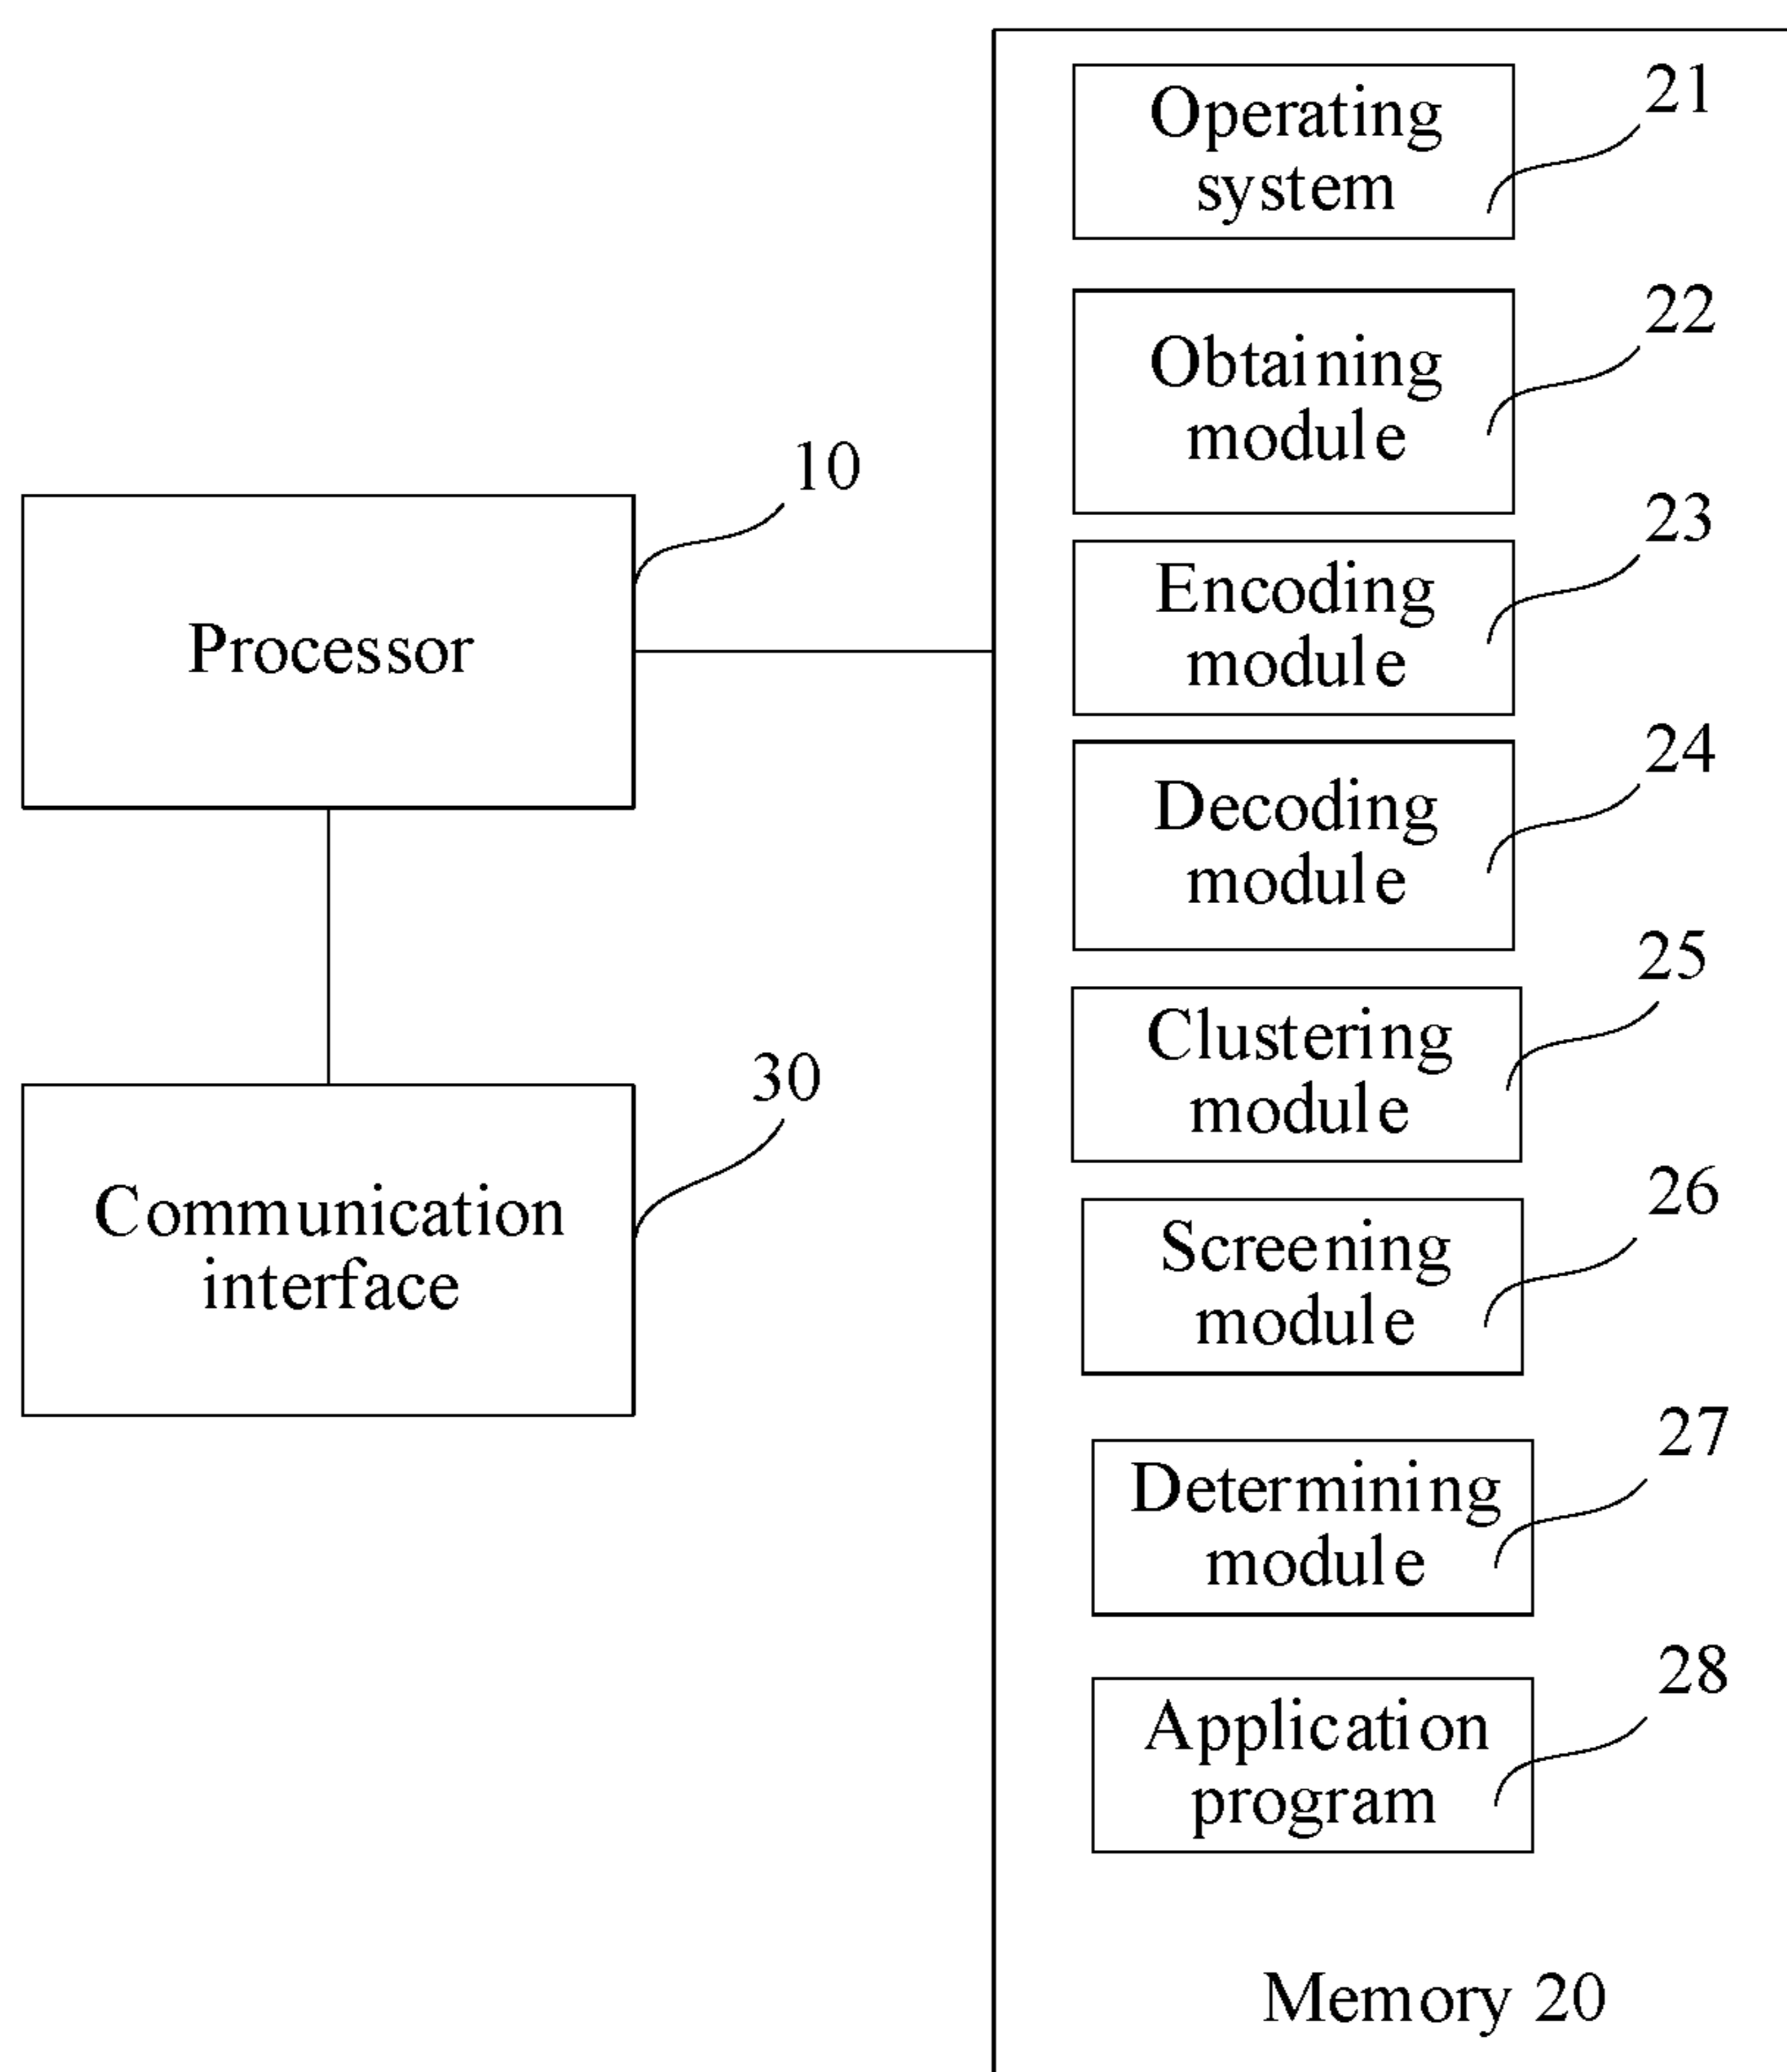 Operating
system
21
Obtaining
module
22
10
Processor
Encoding
module
23
Decoding
module
24
Clustering
module
25
30
Communication
interface
Screening
module
26
Determining
module
27
Application
program
28
Memory 20